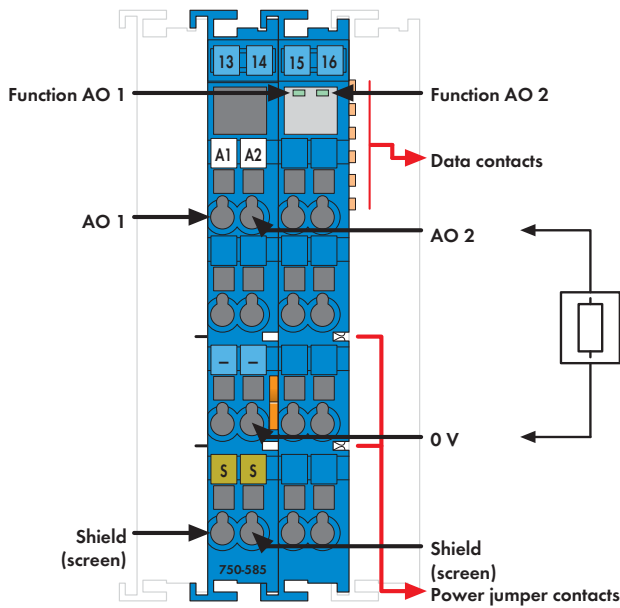 13 14 15 16
Function AO 1
Function AO 2
A1 A2
Data contacts
AO 1
AO 2
– –
0 V
S S
Shield
(screen)
Shield
(screen)
750-585
Power jumper contacts